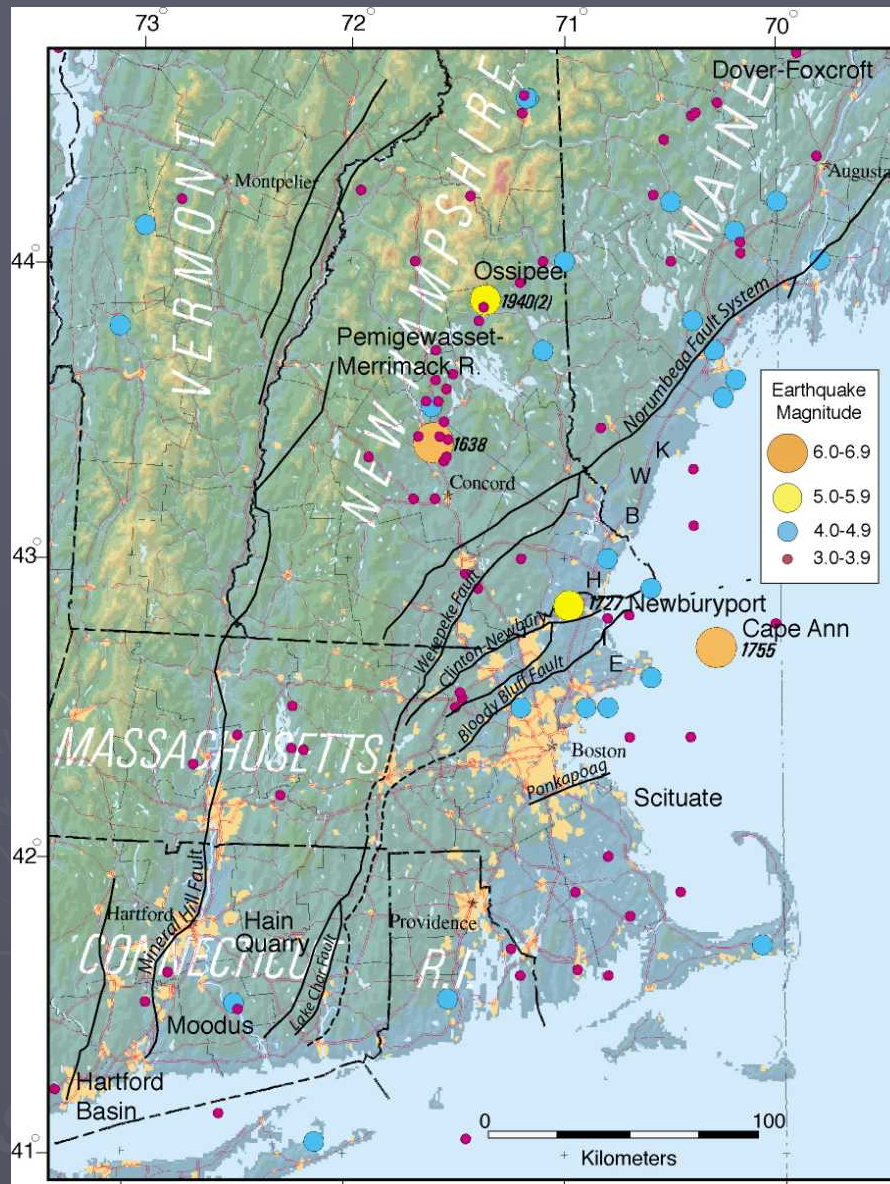 73° 72° 71° 70°
Dover-Foxcroft
VERMONT
NEW HAMPSHIRE
MAINE
Montpelier
Augusta
44°
Ossipee
1940(2)
Pemigewasset-
Merrimack R.
Norumbega Fault System
Earthquake
Magnitude
6.0-6.9
5.0-5.9
4.0-4.9
3.0-3.9
1638
K
Concord
W
B
43°
H
1727 Newburyport
Wekepeke Fault
Clinton-Newbury
Cape Ann
1755
E
Bloody Bluff Fault
MASSACHUSETTS
Boston
Ponkapoag
Scituate
42°
Mineral Hill Fault
Hartford
Hain
Quarry
Providence
CONNECTICUT
R.I.
Lake Char Fault
Moodus
Hartford
Basin
0 100
Kilometers
41°